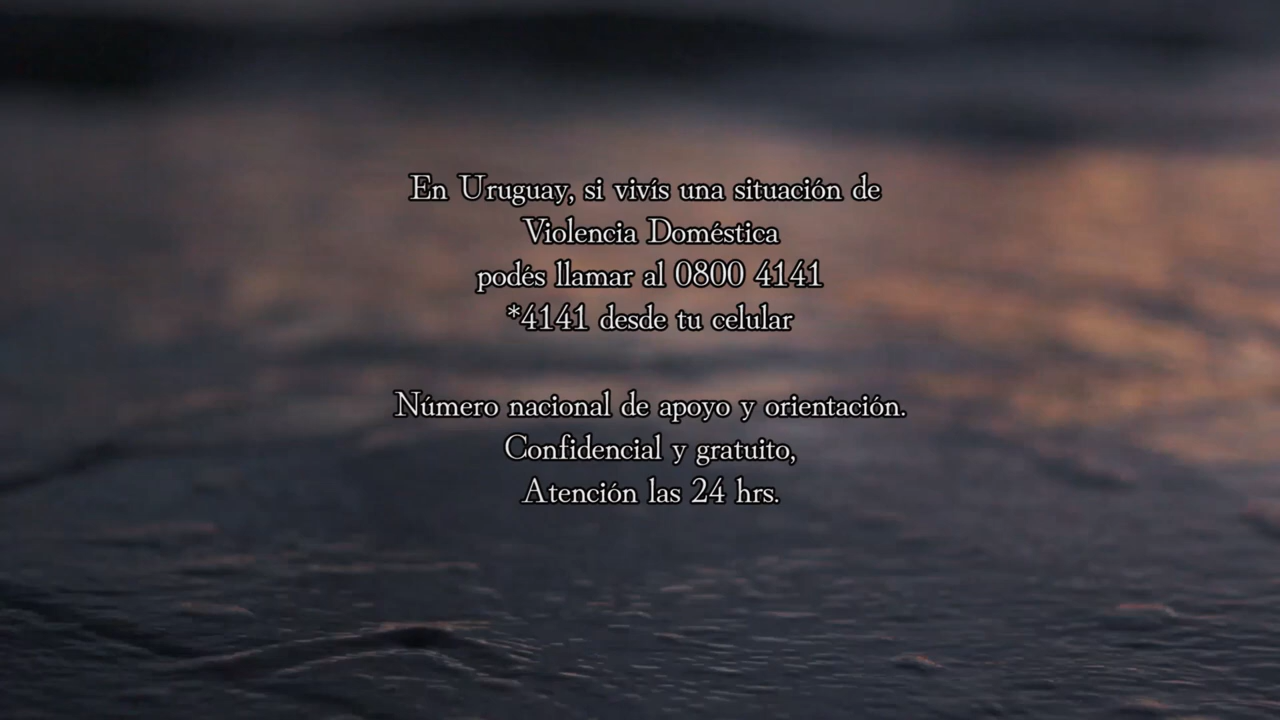 En Uruguay, si vivís una situación de
Violencia Doméstica
podés llamar al 0800 4141
*4141 desde tu celular
Número nacional de apoyo y orientación.
Confidencial y gratuito,
Atención las 24 hrs.